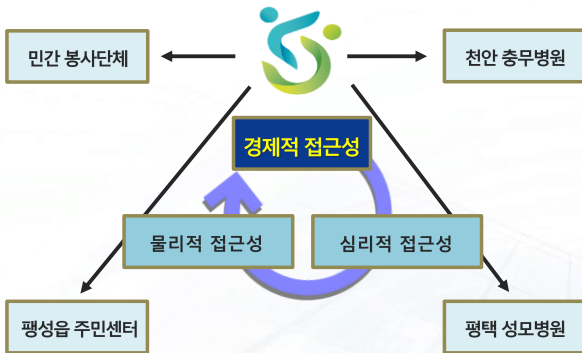 민간 봉사단체
천안 충무병원
경제적 접근성
물리적 접근성
심리적 접근성
팽성읍 주민센터
평택 성모병원